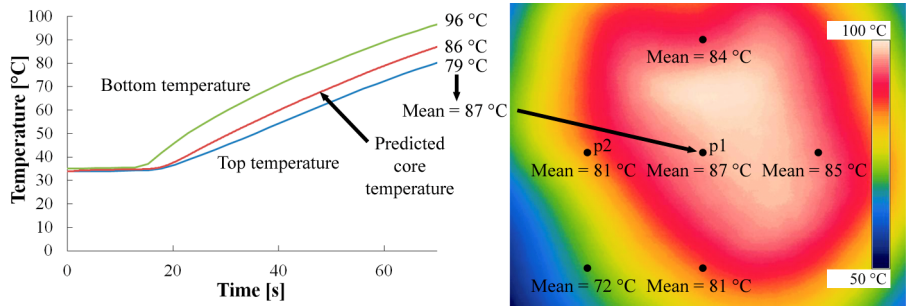 Temperature [°C]
100
90
80
70
60
50
40
30
20
10
0
0
20
40
60
Time [s]
Bottom temperature
Top temperature
Predicted
core
temperature
96 °C
86 °C
79 °C
Mean = 87 °C
100 °C
Mean = 84 °C
p2
Mean = 81 °C
p1
Mean = 87 °C
Mean = 85 °C
Mean = 72 °C
Mean = 81 °C
50 °C